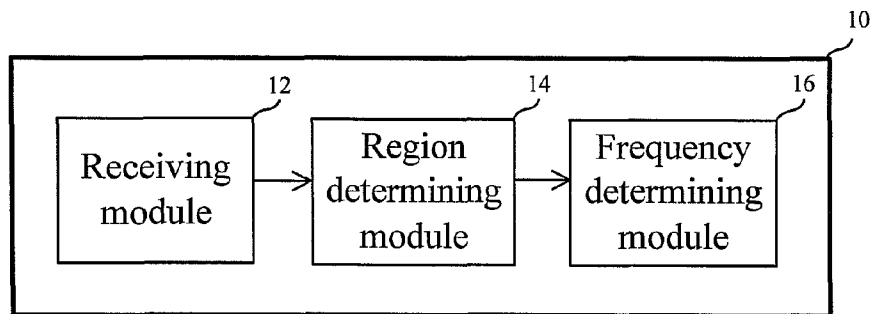 10
12
14
16
Receiving
module
Region
determining
module
Frequency
determining
module